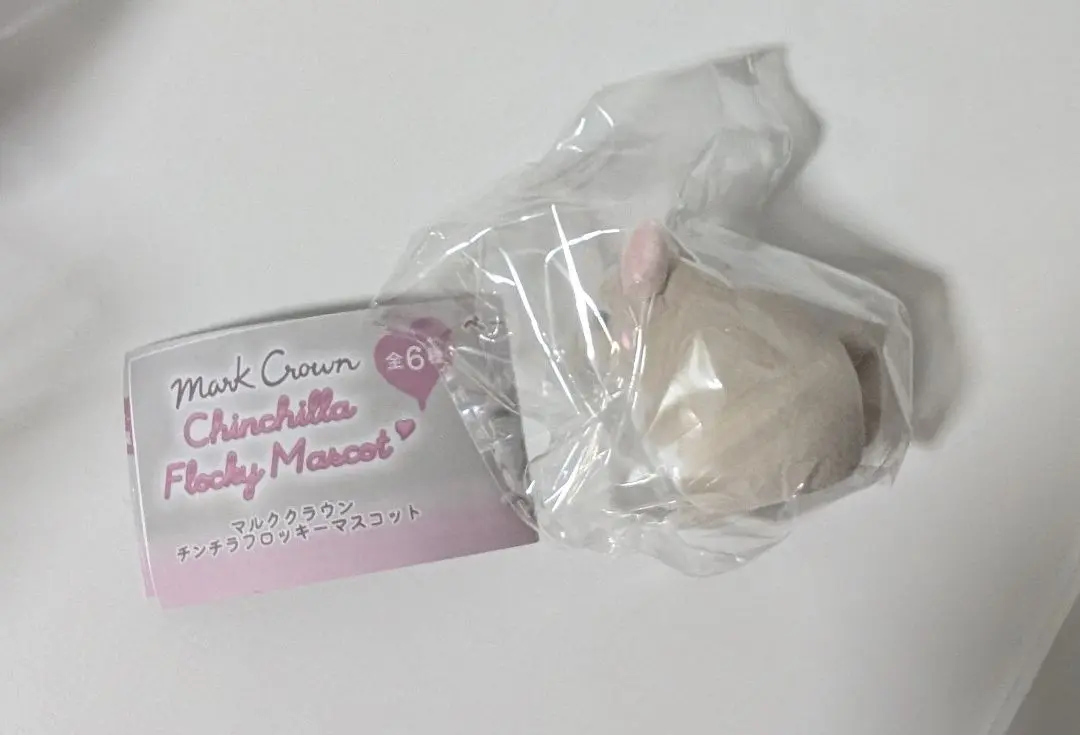 Mark Crown
Chinchilla
Flocky Mascot
全6
マルククラウン
チンチラフロッキーマスコット